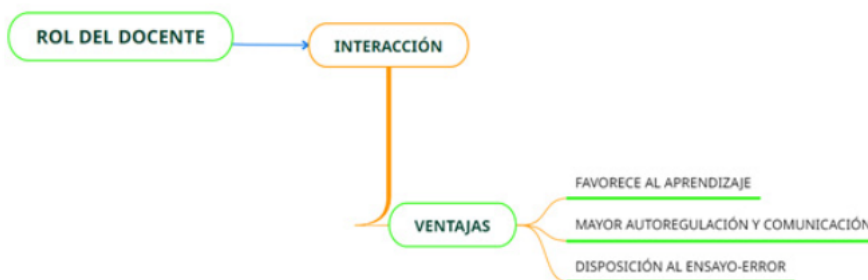 ROL DEL DOCENTE
INTERACCIÓN
VENTAJAS
FAVORECE AL APRENDIZAJE
MAYOR AUTOREGULACIÓN Y COMUNICACIÓN
DISPOSICIÓN AL ENSAYO-ERROR